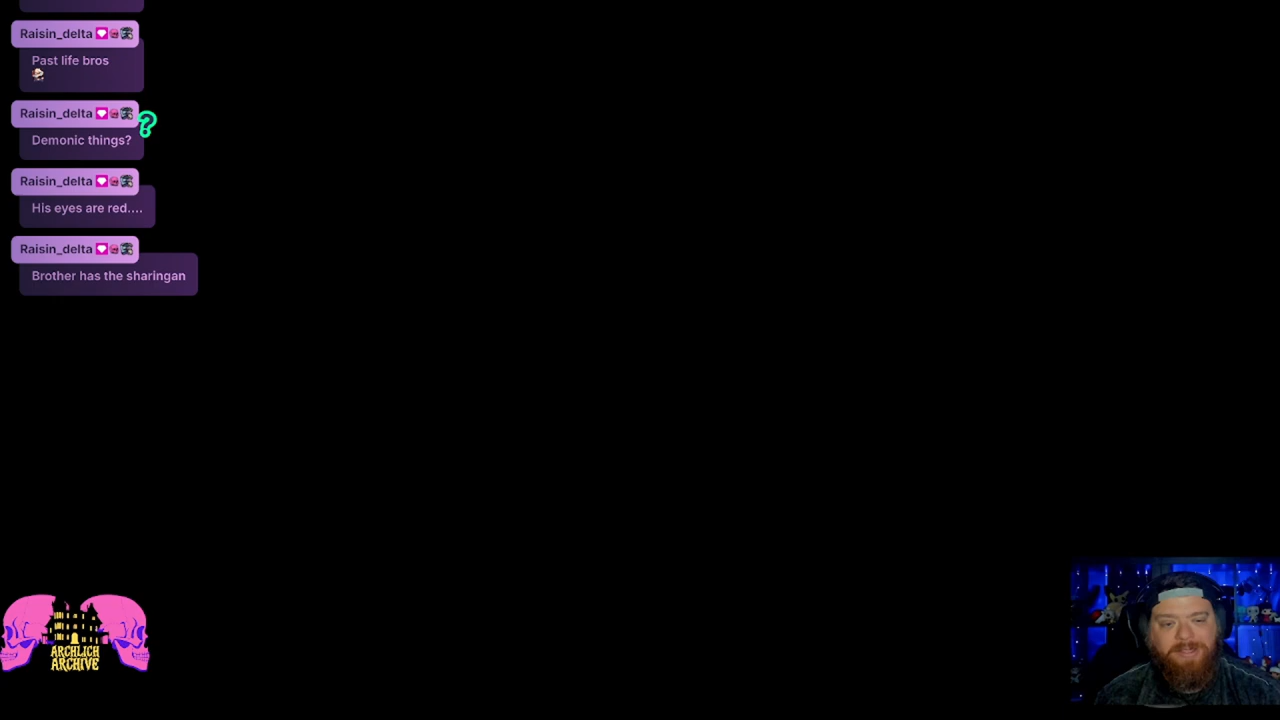 Raisin_delta
Past life bros
Raisin_delta
Demonic things?
?
Raisin_delta
His eyes are red....
Raisin_delta
Brother has the sharingan
ARCHLICH
ARCHIVE